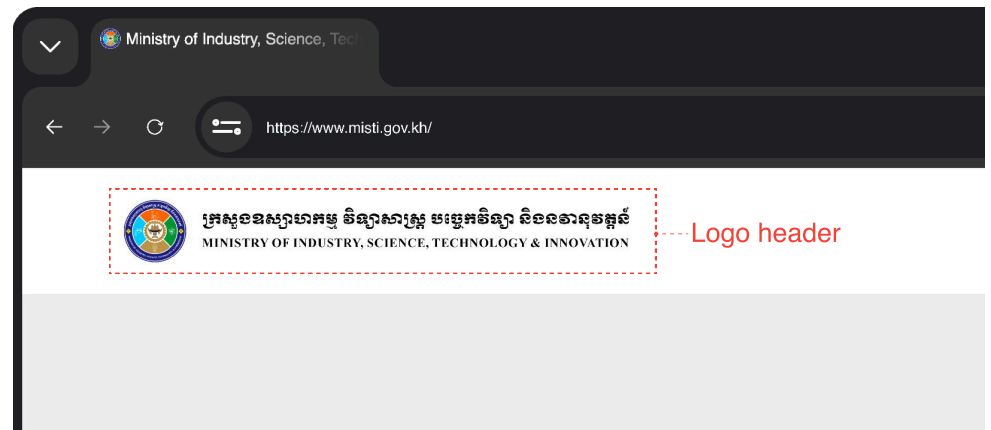 Ministry of Industry, Science, Tech
https://www.misti.gov.kh/
ក្រសួងឧស្សាហកម្ម វិទ្យាសាស្ត្រ បច្ចេកវិទ្យា និងនវានុវត្តន៍
MINISTRY OF INDUSTRY, SCIENCE, TECHNOLOGY & INNOVATION
Logo header